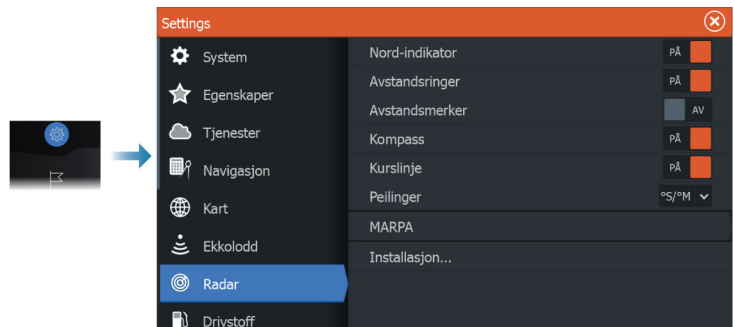 Settings
System
Egenskaper
Tjenester
Navigasjon
Kart
Ekkolodd
Radar
Drivstoff
Nord-indikator PÅ
Avstandsringer PÅ
Avstandsmerker AV
Kompass PÅ
Kurslinje PÅ
Peilinger °S/°M
MARPA
Installasjon...